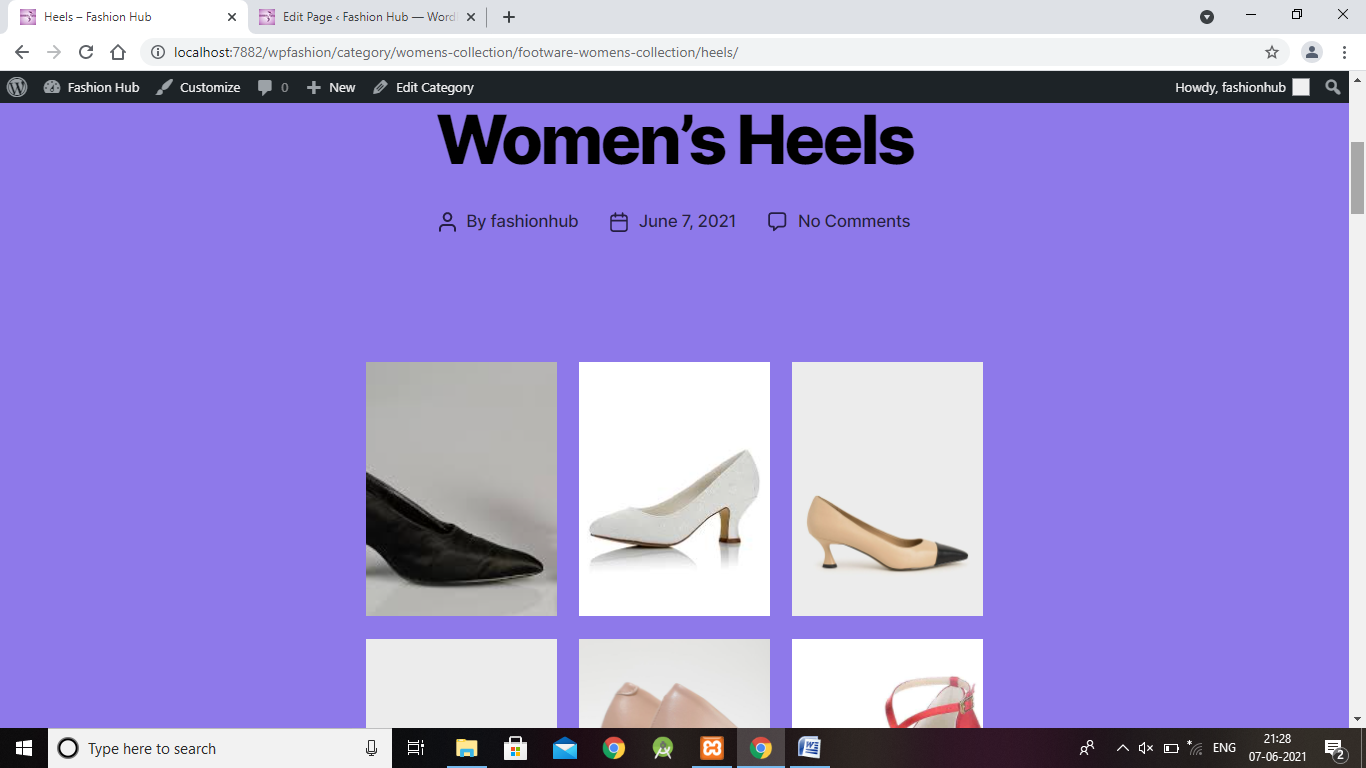 Heels – Fashion Hub
Edit Page ‹ Fashion Hub — Word
localhost:7882/wpfashion/category/womens-collection/footware-womens-collection/heels/
Fashion Hub Customize 0 New Edit Category Howdy, fashionhub
Women’s Heels
By fashionhub June 7, 2021 No Comments
Type here to search
ENG
21:28
07-06-2021
2